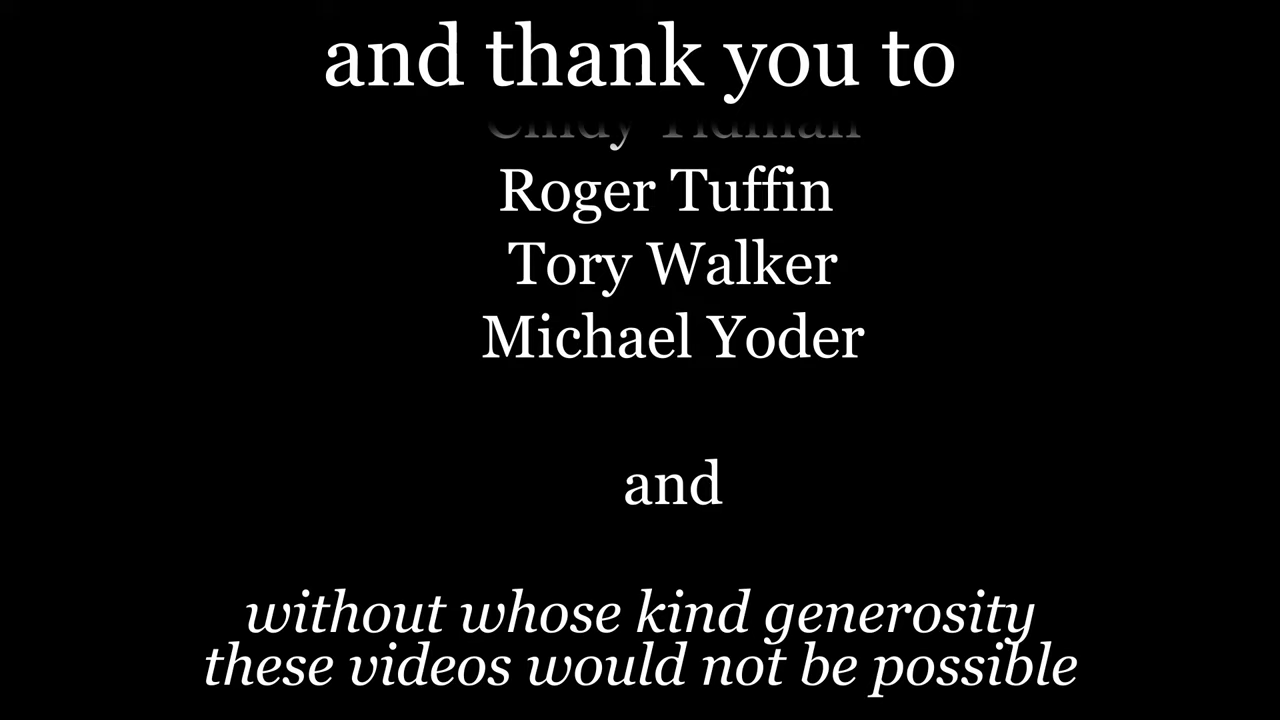 and thank you to
Cindy
Roger Tuffin
Tory Walker
Michael Yoder
and
without whose kind generosity
these videos would not be possible